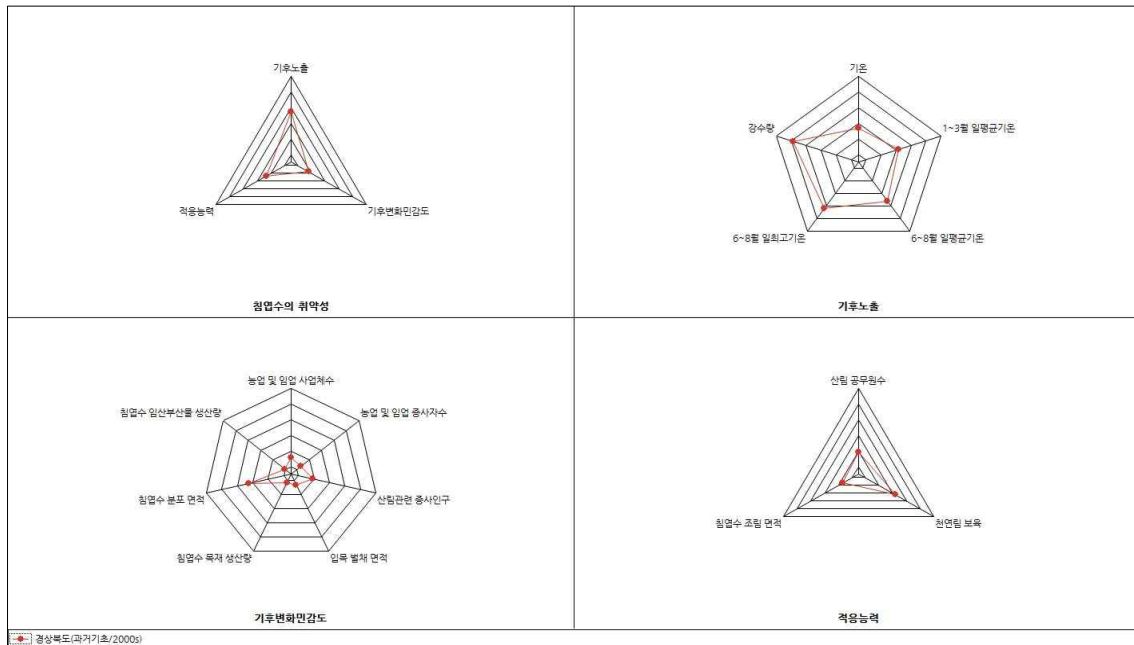 기후노출
적응능력
기후변화민감도
침엽수의 취약성
기온
강수량
1~3월 일평균기온
6~8월 일최고기온
6~8월 일평균기온
기후노출
농업 및 임업 사업체수
침엽수 임산부산물 생산량
농업 및 임업 종사자수
침엽수 분포 면적
산림관련 종사인구
침엽수 목재 생산량
입목 벌채 면적
기후변화민감도
산림 공무원수
침엽수 조림 면적
천연림 보육
적응능력
경상북도(과거기초/2000s)